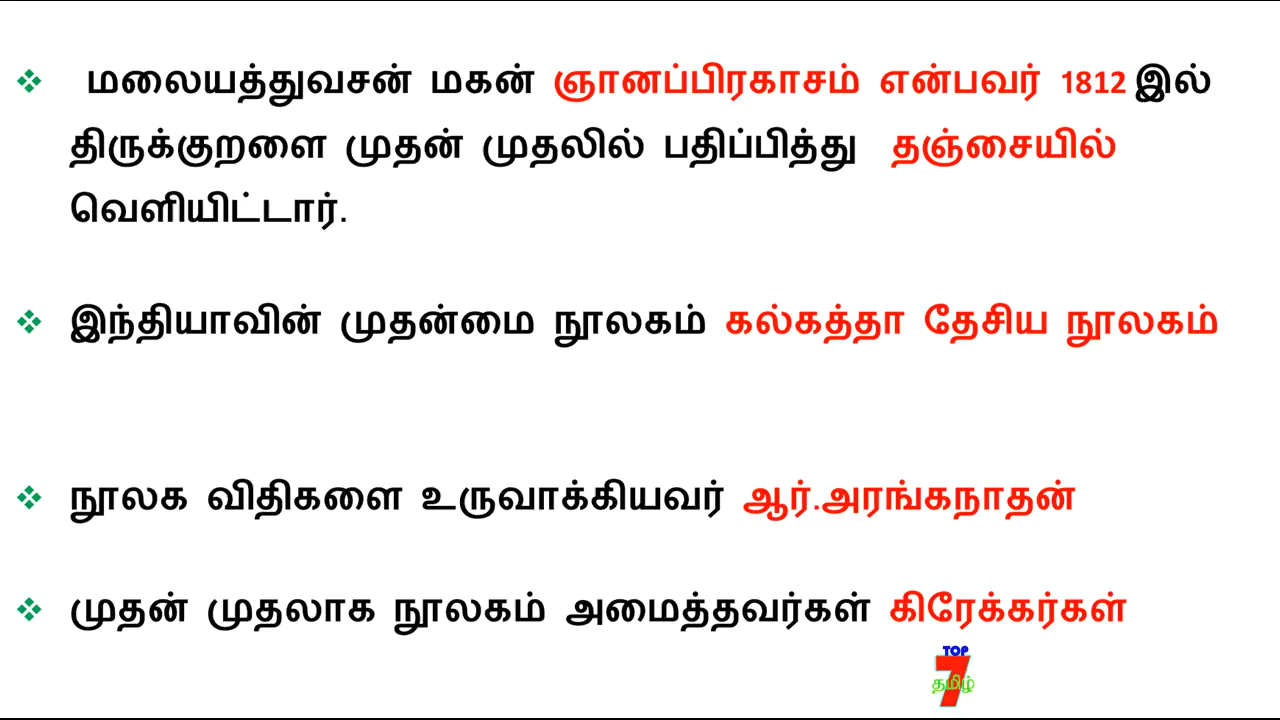 ❖ மலையத்துவசன் மகன் ஞானப்பிரகாசம் என்பவர் 1812 இல்
திருக்குறளை முதன் முதலில் பதிப்பித்து தஞ்சையில்
வெளியிட்டார்.
❖ இந்தியாவின் முதன்மை நூலகம் கல்கத்தா தேசிய நூலகம்
❖ நூலக விதிகளை உருவாக்கியவர் ஆர்.அரங்கநாதன்
❖ முதன் முதலாக நூலகம் அமைத்தவர்கள் கிரேக்கர்கள்
TOP
7
தமிழ்